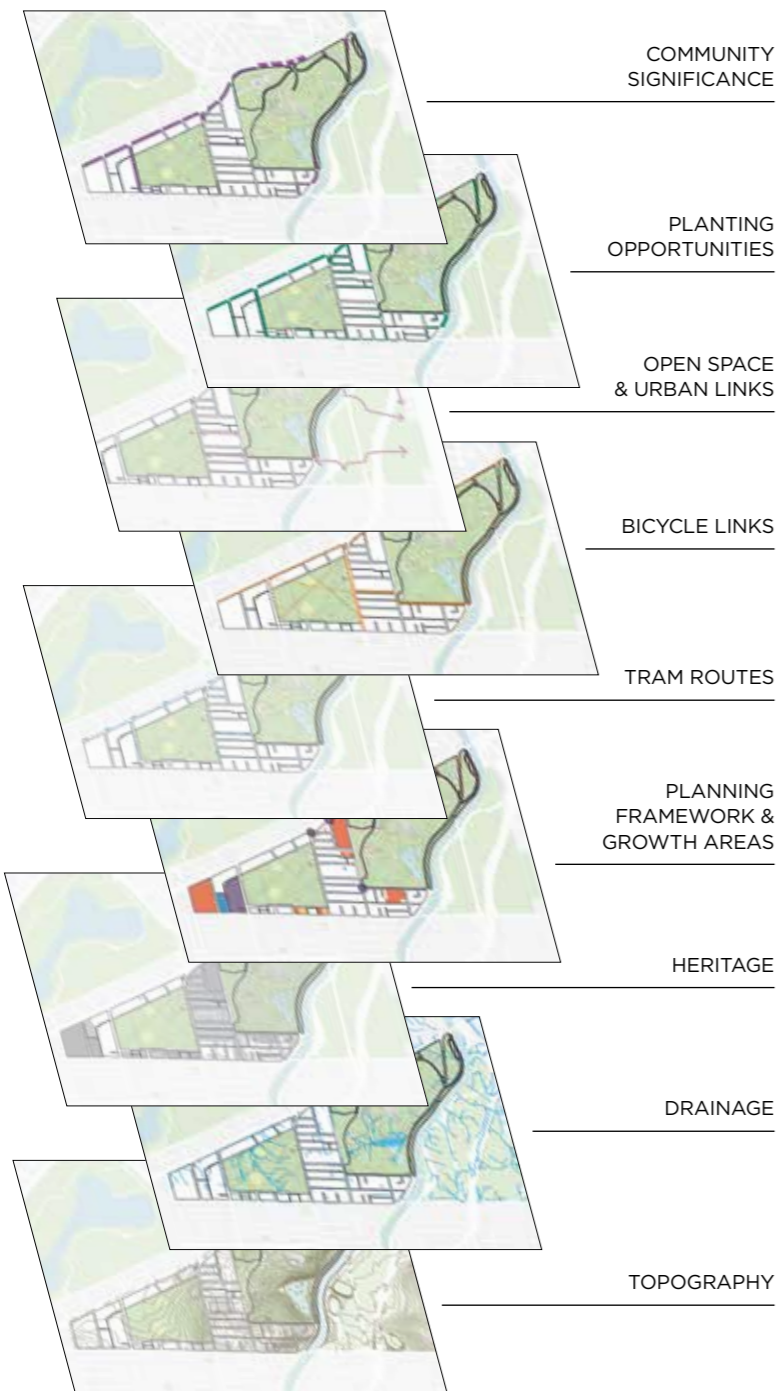 COMMUNITY
SIGNIFICANCE
PLANTING
OPPORTUNITIES
OPEN SPACE
& URBAN LINKS
BICYCLE LINKS
TRAM ROUTES
PLANNING
FRAMEWORK &
GROWTH AREAS
HERITAGE
DRAINAGE
TOPOGRAPHY